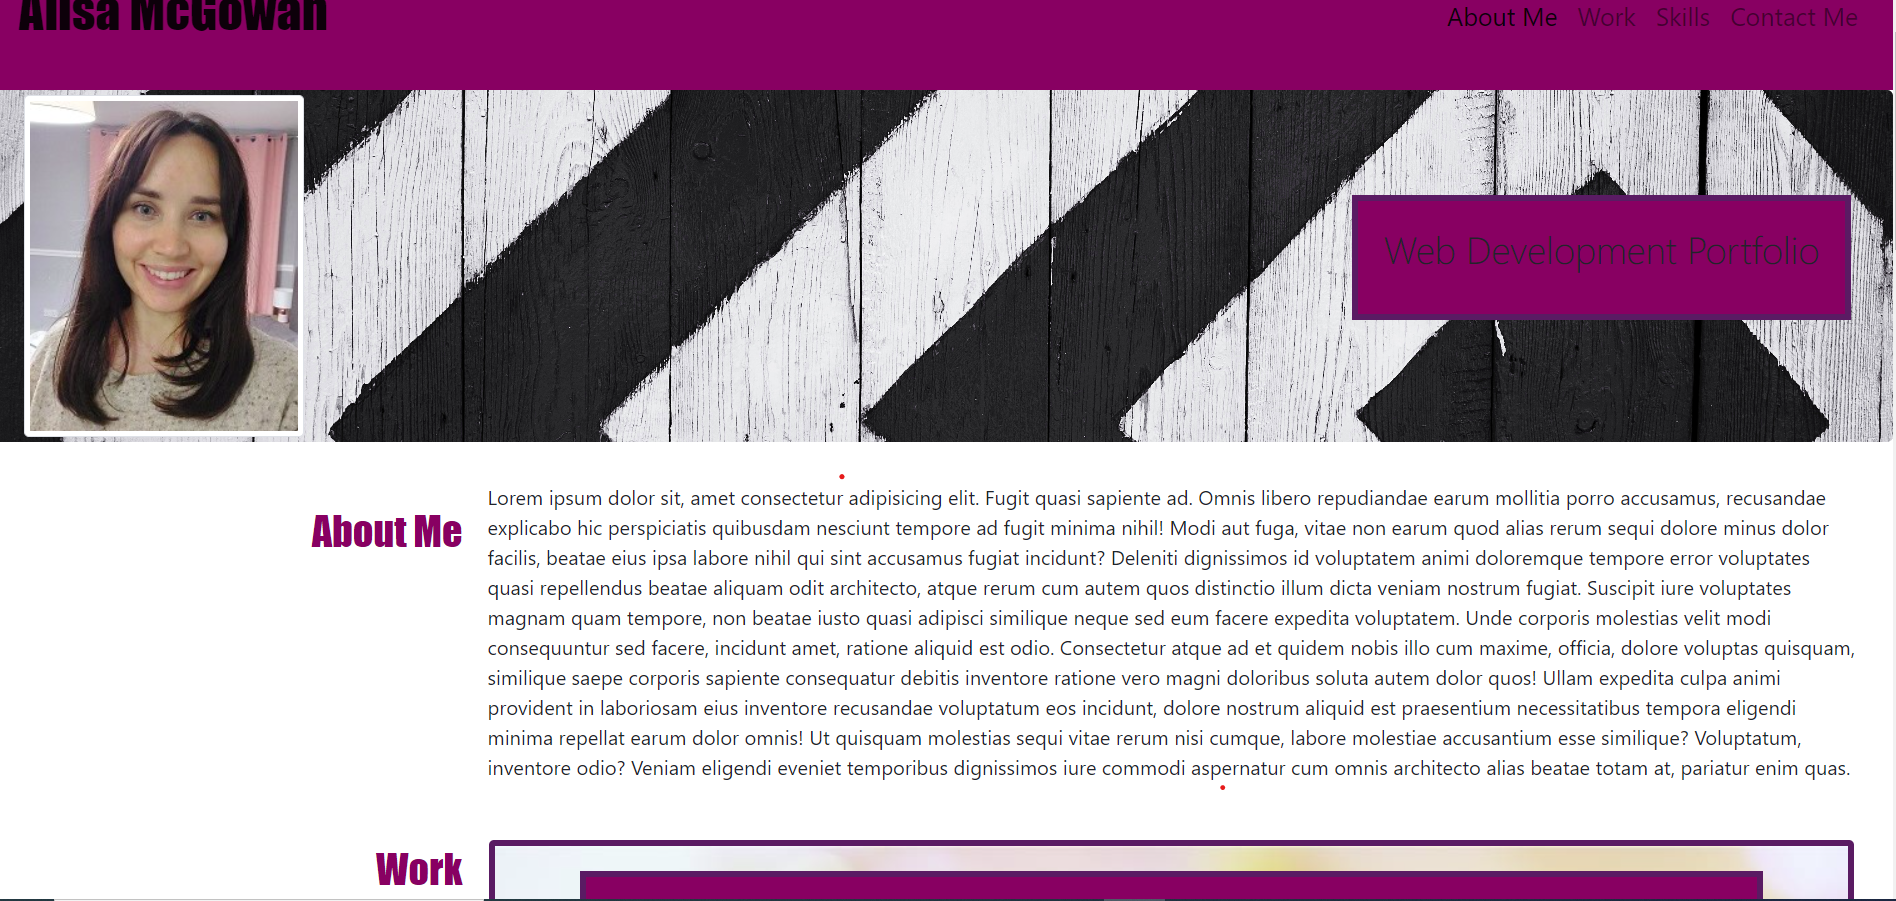 Alisa McGowan
About Me Work Skills Contact Me
Web Development Portfolio
About Me
Lorem ipsum dolor sit, amet consectetur adipisicing elit. Fugit quasi sapiente ad. Omnis libero repudiandae earum mollitia porro accusamus, recusandae
explicabo hic perspiciatis quibusdam nesciunt tempore ad fugit minima nihil! Modi aut fuga, vitae non earum quod alias rerum sequi dolore minus dolor
facilis, beatae eius ipsa labore nihil qui sint accusamus fugiat incidunt? Deleniti dignissimos id voluptatem animi doloremque tempore error voluptates
quasi repellendus beatae aliquam odit architecto, atque rerum cum autem quos distinctio illum dicta veniam nostrum fugiat. Suscipit iure voluptates
magnam quam tempore, non beatae iusto quasi adipisci similique neque sed eum facere expedita voluptatem. Unde corporis molestias velit modi
consequuntur sed facere, incidunt amet, ratione aliquid est odio. Consectetur atque ad et quidem nobis illo cum maxime, officia, dolore voluptas quisquam,
similique saepe corporis sapiente consequatur debitis inventore ratione vero magni doloribus soluta autem dolor quos! Ullam expedita culpa animi
provident in laboriosam eius inventore recusandae voluptatum eos incidunt, dolore nostrum aliquid est praesentium necessitatibus tempora eligendi
minima repellat earum dolor omnis! Ut quisquam molestias sequi vitae rerum nisi cumque, labore molestiae accusantium esse similique? Voluptatum,
inventore odio? Veniam eligendi eveniet temporibus dignissimos iure commodi aspernatur cum omnis architecto alias beatae totam at, pariatur enim quas.
Work